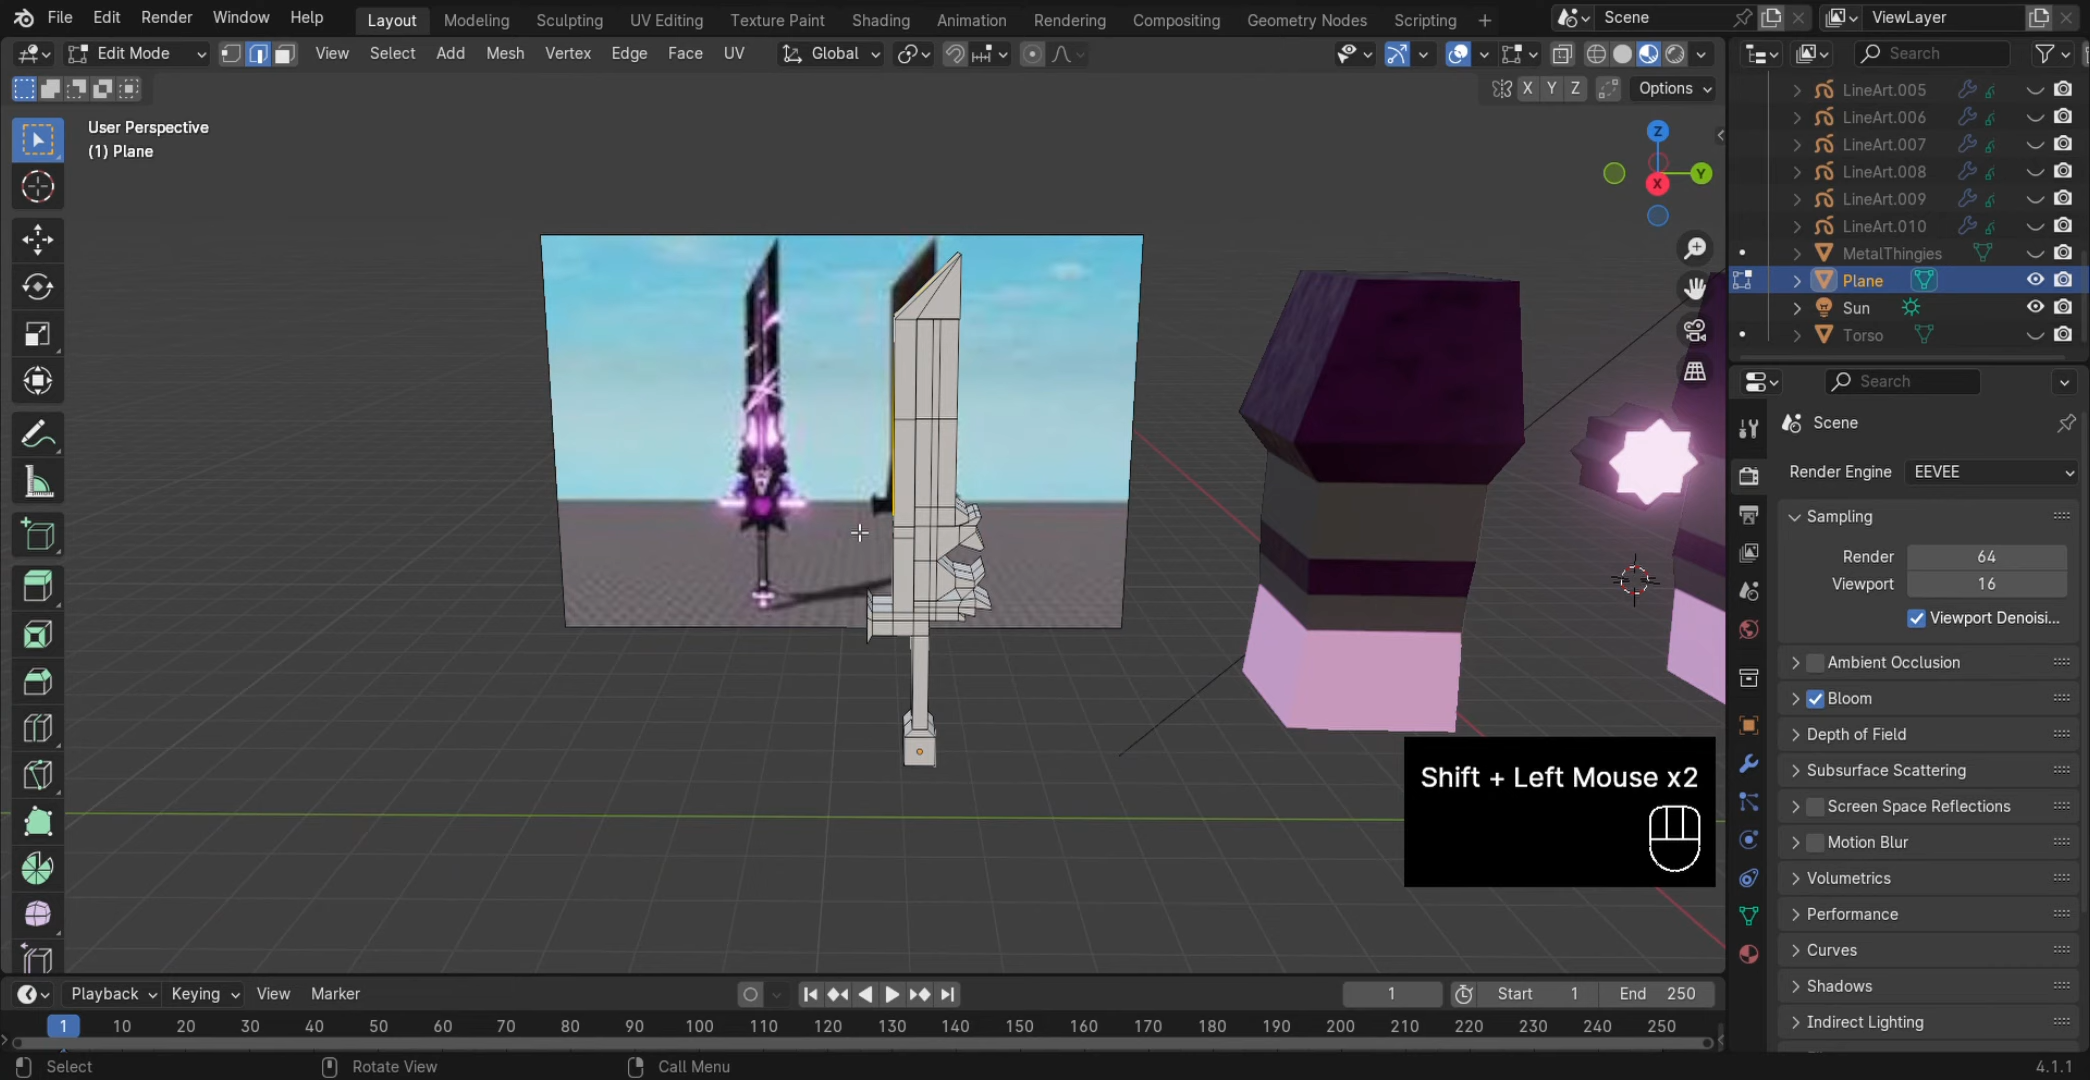 File Edit Render Window Help Layout Modeling Sculpting UV Editing Texture Paint Shading Animation Rendering Compositing Geometry Nodes Scripting + Scene ViewLayer
Edit Mode View Select Add Mesh Vertex Edge Face UV Global Search
X Y Z Options
User Perspective
(1) Plane
Z
Y
X
LineArt.005
LineArt.006
LineArt.007
LineArt.008
LineArt.009
LineArt.010
MetalThingies
Plane
Sun
Torso
Search
Scene
Render Engine EEVEE
Sampling
Render 64
Viewport 16
Viewport Denoisi...
Ambient Occlusion
Bloom
Depth of Field
Subsurface Scattering
Screen Space Reflections
Motion Blur
Volumetrics
Performance
Curves
Shadows
Indirect Lighting
Shift + Left Mouse x2
Playback Keying View Marker 1 Start 1 End 250
1 10 20 30 40 50 60 70 80 90 100 110 120 130 140 150 160 170 180 190 200 210 220 230 240 250
Select Rotate View Call Menu 4.1.1